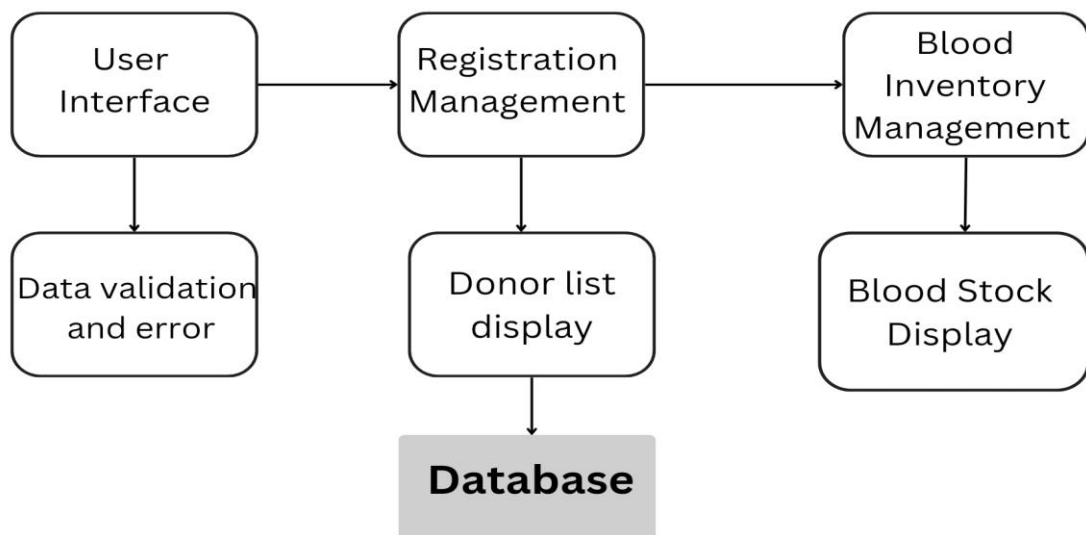 User
Interface
Registration
Management
Blood
Inventory
Management
Data validation
and error
Donor list
display
Blood Stock
Display
Database